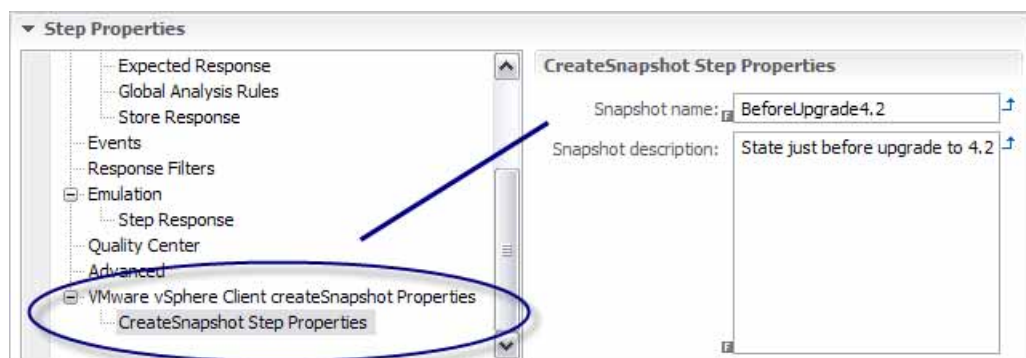 Step Properties
Expected Response
Global Analysis Rules
Store Response
Events
Response Filters
Emulation
Step Response
Quality Center
Advanced
VMware vSphere Client createSnapshot Properties
CreateSnapshot Step Properties
CreateSnapshot Step Properties
Snapshot name: F BeforeUpgrade4.2
Snapshot description: State just before upgrade to 4.2
F